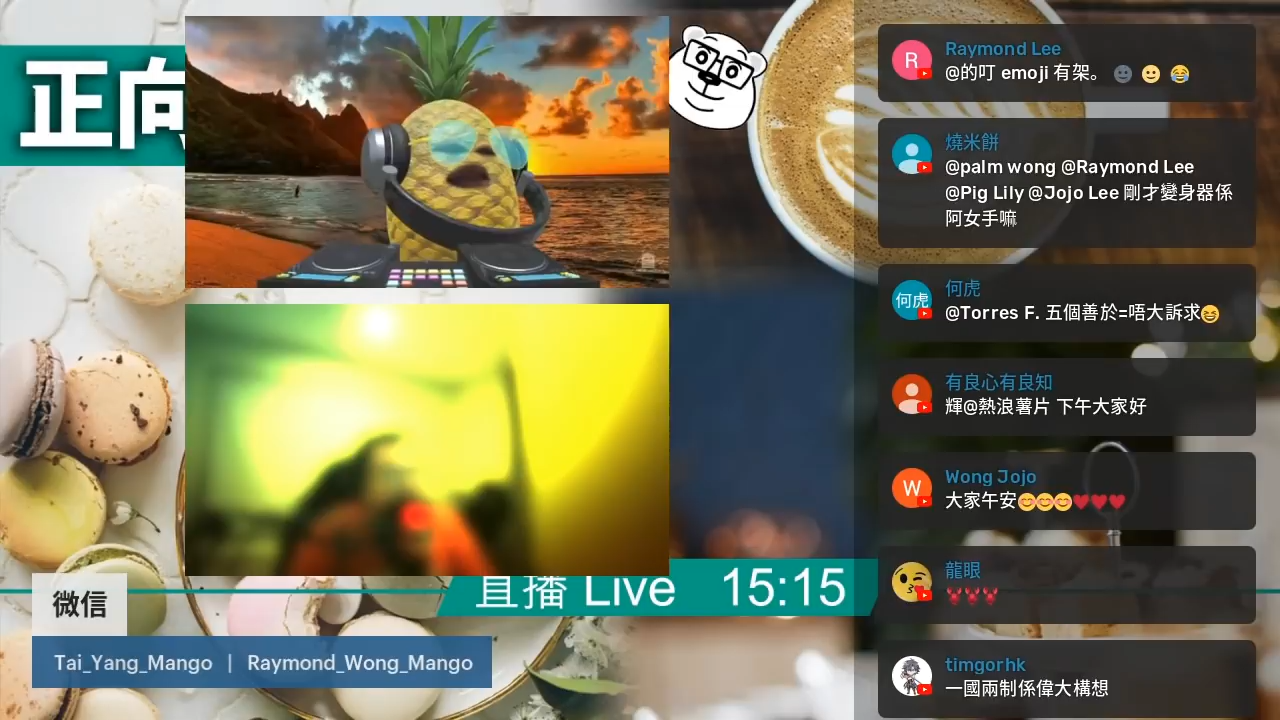 正向
Raymond Lee
@的叮 emoji 有架。 🌚 🙂 😂
燒米餅
@palm wong @Raymond Lee
@Pig Lily @Jojo Lee 剛才變身器係
阿女手嘛
何虎
何虎
@Torres F. 五個善於=唔大訴求😆
有良心有良知
輝@熱浪薯片 下午大家好
W
Wong Jojo
大家午安😊😊😊❤❤❤
龍眼
timgorhk
一國兩制係偉大構想
直播 Live 15:15
微信
Tai_Yang_Mango | Raymond_Wong_Mango